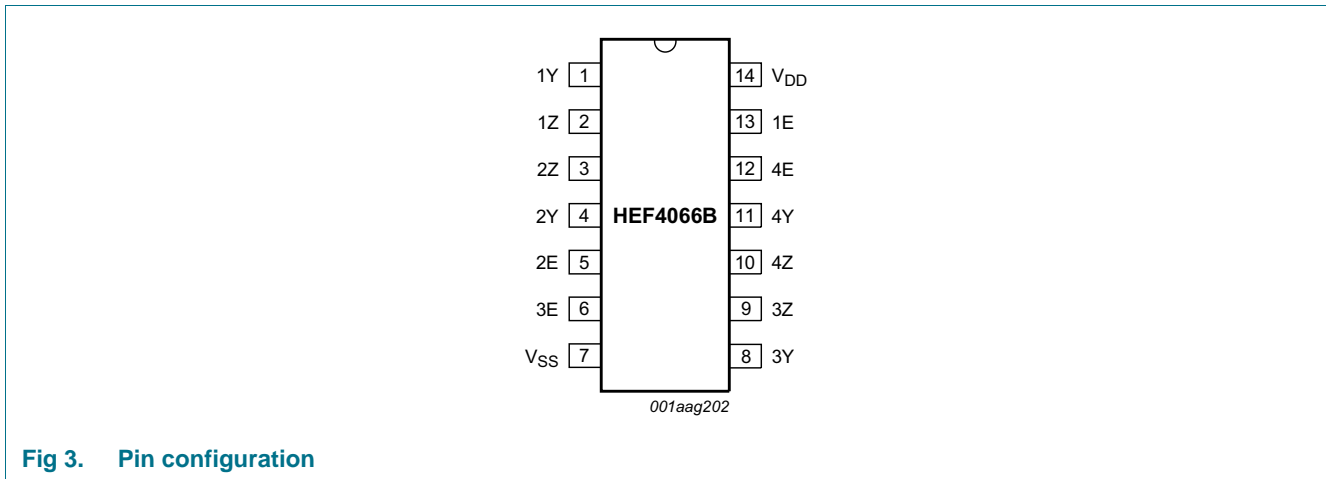 1Y 1 14 VDD
1Z 2 13 1E
2Z 3 12 4E
2Y 4 HEF4066B 11 4Y
2E 5 10 4Z
3E 6 9 3Z
VSS 7 8 3Y
001aag202
Fig 3. Pin configuration